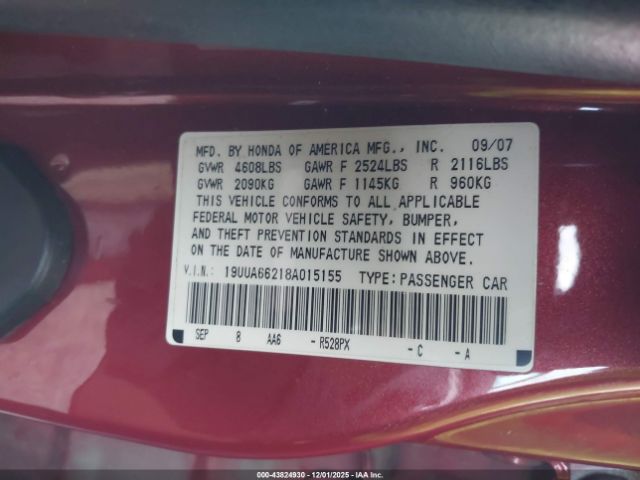 MFD. BY HONDA OF AMERICA MFG., INC. 09/07
GVWR 4608LBS GAWR F 2524LBS R 2116LBS
GVWR 2090KG GAWR F 1145KG R 960KG
THIS VEHICLE CONFORMS TO ALL APPLICABLE
FEDERAL MOTOR VEHICLE SAFETY, BUMPER,
AND THEFT PREVENTION STANDARDS IN EFFECT
ON THE DATE OF MANUFACTURE SHOWN ABOVE.
V.I.N.: 19UUA66218A015155 TYPE: PASSENGER CAR
SEP 8 AA6 -R528PX -C -A
000-43824930 - 12/01/2025 - IAAI.COM